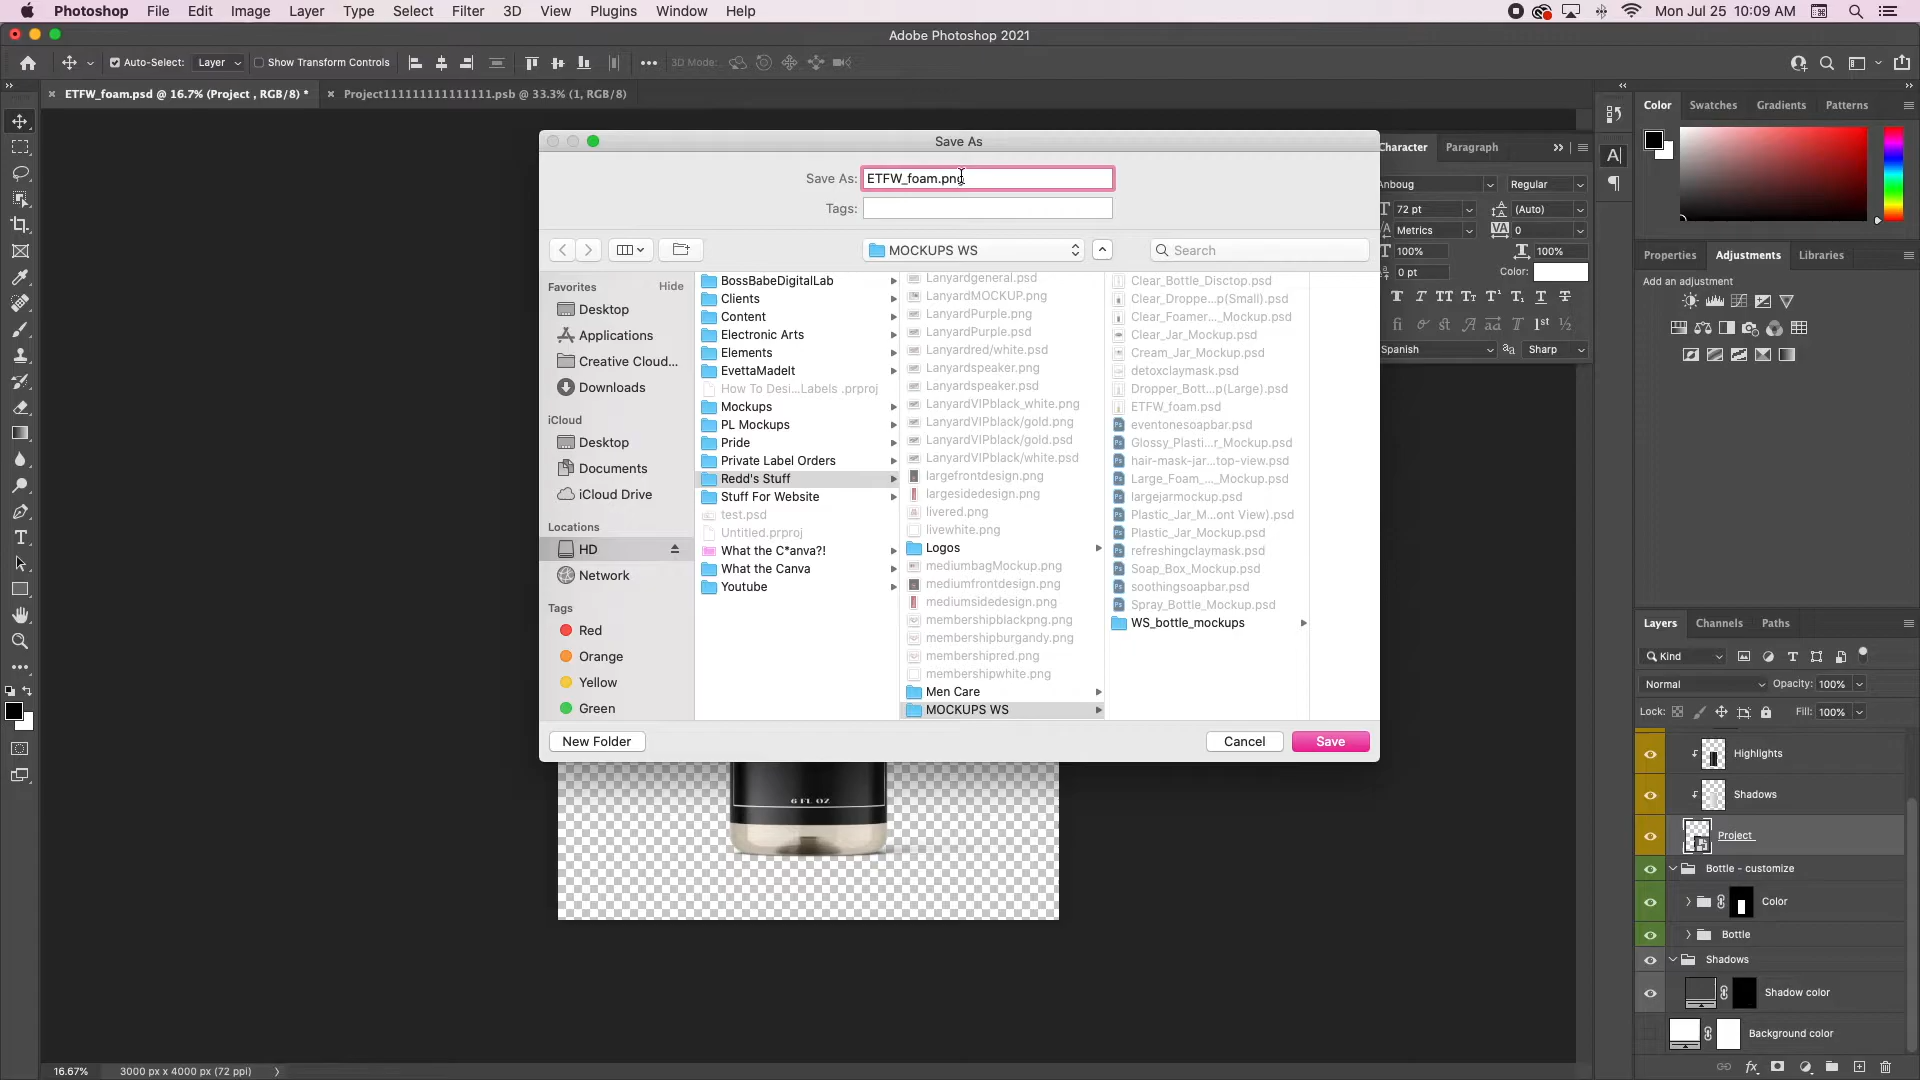 Photoshop File Edit Image Layer Type Select Filter 3D View Plugins Window Help Mon Jul 25 10:09 AM
Adobe Photoshop 2021
Auto-Select: Layer Show Transform Controls 3D Mode:
ETFW_foam.psd @ 16.7% (Project , RGB/8) *
Project111111111111111.psb @ 33.3% (1, RGB/8)
Save As
Save As: ETFW_foam.png
Tags:
MOCKUPS WS
Search
Favorites Hide
Desktop
Applications
Creative Cloud...
Downloads
iCloud
Desktop
Documents
iCloud Drive
Locations
HD
Network
Tags
Red
Orange
Yellow
Green
BossBabeDigitalLab
Clients
Content
Electronic Arts
Elements
EvettaMadeIt
How To Desi...Labels .prproj
Mockups
PL Mockups
Pride
Private Label Orders
Redd's Stuff
Stuff For Website
test.psd
Untitled.prproj
What the C*anva?!
What the Canva
Youtube
Lanyardgeneral.psd
LanyardMOCKUP.png
LanyardPurple.png
LanyardPurple.psd
Lanyardred/white.psd
Lanyardspeaker.png
Lanyardspeaker.psd
LanyardVIPblack_white.png
LanyardVIPblack/gold.png
LanyardVIPblack/gold.psd
LanyardVIPblack/white.psd
largefrontdesign.png
largesidedesign.png
livered.png
livewhite.png
Logos
mediumbagMockup.png
mediumfrontdesign.png
mediumsidedesign.png
membershipblackpng.png
membershipburgandy.png
membershipred.png
membershipwhite.png
Men Care
MOCKUPS WS
Clear_Bottle_Disctop.psd
Clear_Droppe...p(Small).psd
Clear_Foamer..._Mockup.psd
Clear_Jar_Mockup.psd
Cream_Jar_Mockup.psd
detoxclaymask.psd
Dropper_Bott...p(Large).psd
ETFW_foam.psd
eventonesoapbar.psd
Glossy_Plasti...r_Mockup.psd
hair-mask-jar...top-view.psd
Large_Foam_..._Mockup.psd
largejarmockup.psd
Plastic_Jar_M...ont View).psd
Plastic_Jar_Mockup.psd
refreshingclaymask.psd
Soap_Box_Mockup.psd
soothingsoapbar.psd
Spray_Bottle_Mockup.psd
WS_bottle_mockups
New Folder
Cancel
Save
6 FL OZ
Character Paragraph
Anboug Regular
72 pt (Auto)
Metrics 0
100% 100%
0 pt Color:
Spanish aa Sharp
Color Swatches Gradients Patterns
Properties Adjustments Libraries
Add an adjustment
Layers Channels Paths
Kind
Normal Opacity: 100%
Lock: Fill: 100%
Highlights
Shadows
Project
Bottle - customize
Color
Bottle
Shadows
Shadow color
Background color
16.67% 3000 px x 4000 px (72 ppi)